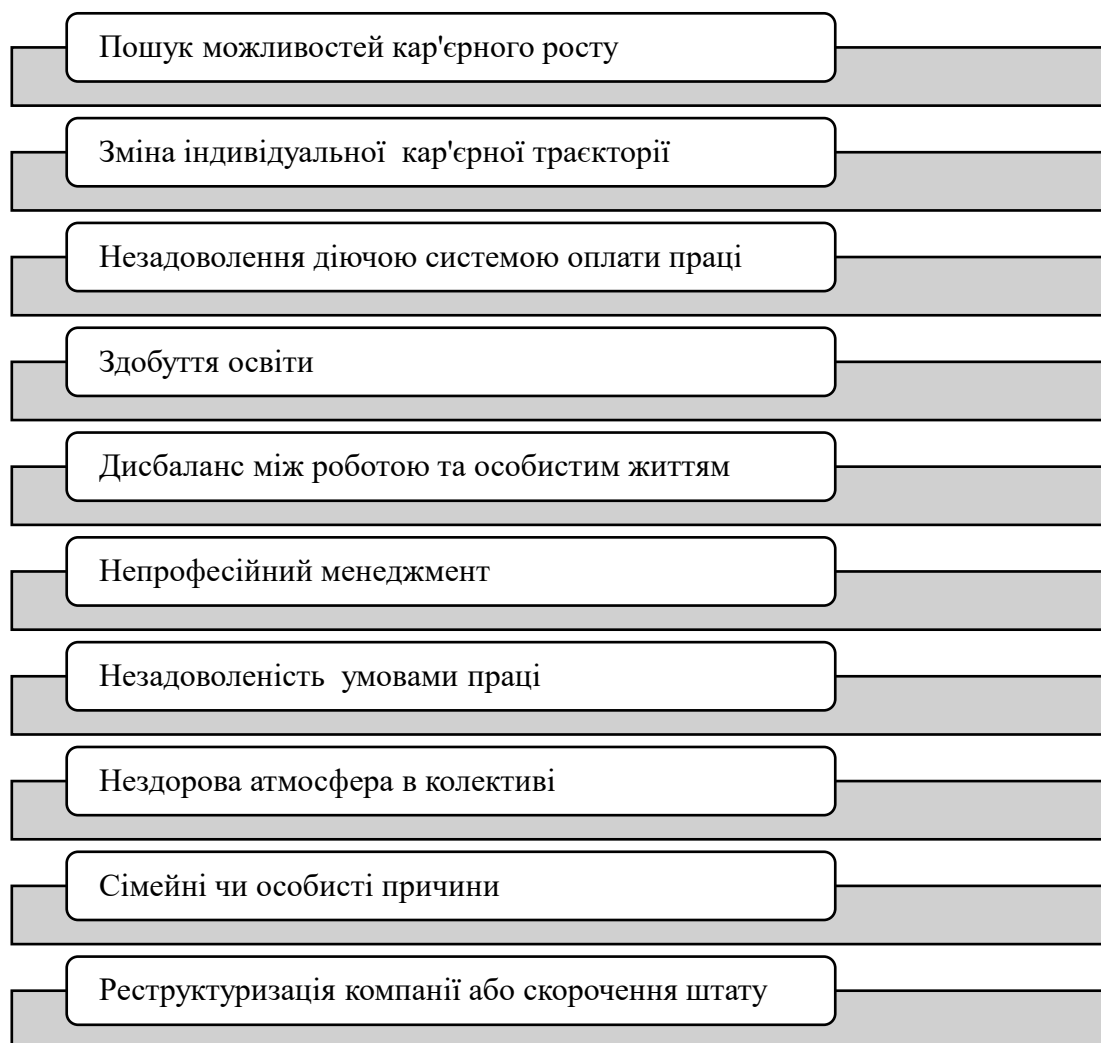 Пошук можливостей кар'єрного росту
Зміна індивідуальної  кар'єрної траєкторії
Незадоволення діючою системою оплати праці
Здобуття освіти
Дисбаланс між роботою та особистим життям
Непрофесійний менеджмент
Незадоволеність  умовами праці
Нездорова атмосфера в колективі
Сімейні чи особисті причини
Реструктуризація компанії або скорочення штату